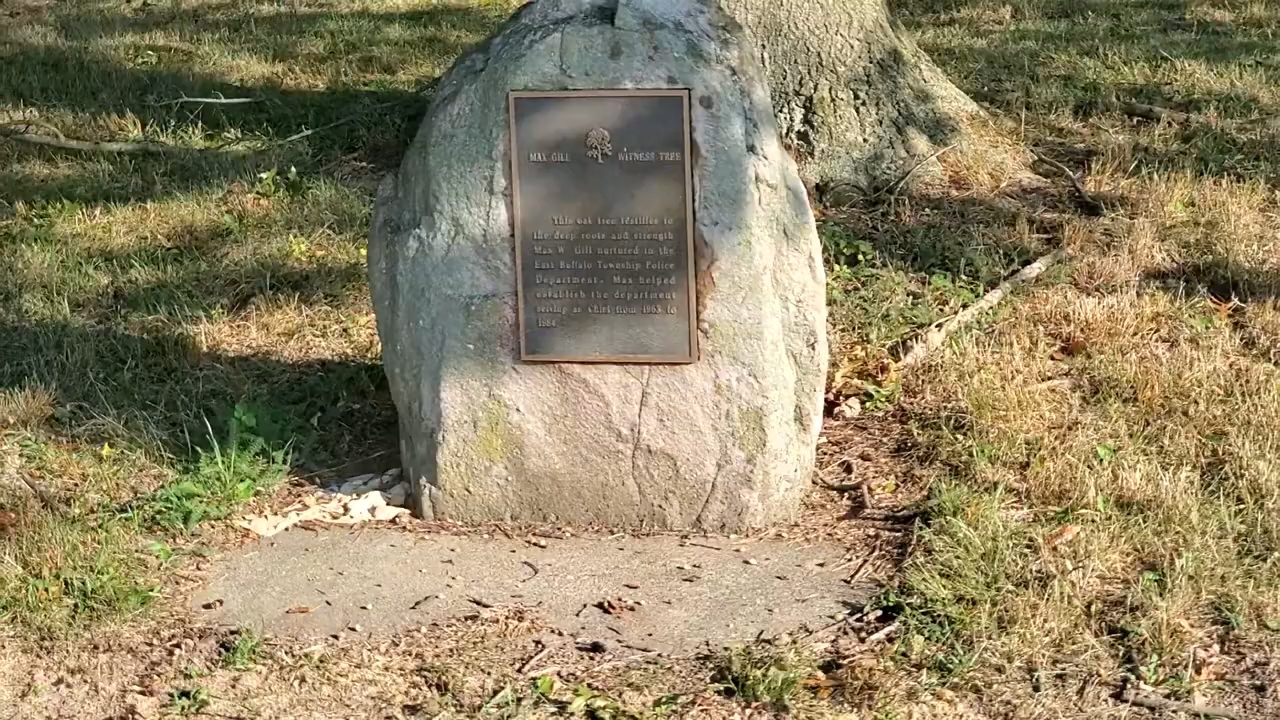 MAX GILL WITNESS TREE
This oak tree testifies to
the deep roots and strength
Max W. Gill nurtured in the
East Buffalo Township Police
Department. Max helped
establish the department
serving as Chief from 1963 to
1984.